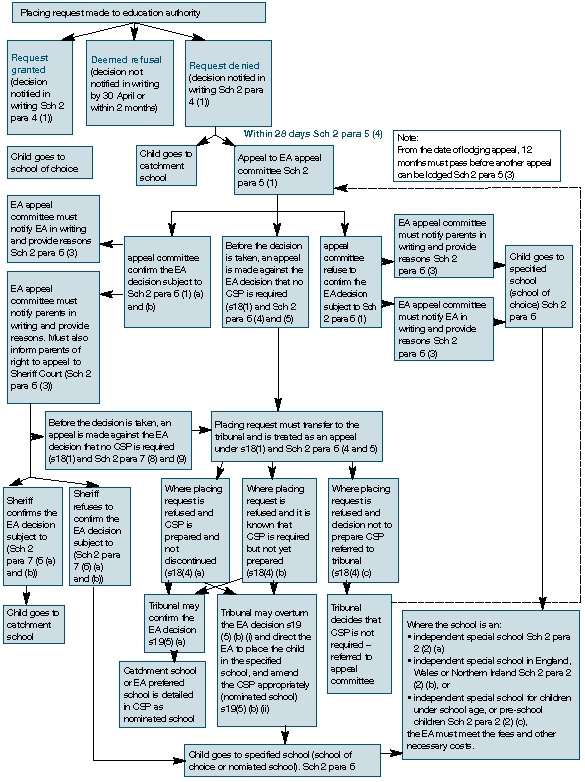 Placing request made to education authority
Request
granted
(decision
notified in
writing Sch 2
para 4 (1))
Deemed refusal
(decision not
notified in writing
by 30 April or
within 2 months)
Request denied
(decision notifed in
writing Sch 2 para
4 (1))
Within 28 days Sch 2 para 5 (4)
Note:
From the date of lodging appeal, 12
months must pass before another appeal
can be lodged Sch 2 para 5 (3)
Child goes to
school of choice
Child goes to
catchment
school
Appeal to EA appeal
committee Sch 2
para 5 (1)
EA appeal
committee must
notify EA in writing
and provide reasons
Sch 2 para 6 (3)
appeal committee
confirm the EA
decision subject to
Sch 2 para 6 (1) (a)
and (b)
Before the decision
is taken, an appeal
is made against the
EA decision that no
CSP is required
(s18(1) and Sch 2
para 6 (4) and (5)
appeal
committee
refuse to
confirm the
EA decision
subject to Sch
2 para 6 (1)
EA appeal committee
must notify parents in
writing and provide
reasons Sch 2
para 6 (3)
EA appeal committee
must notify EA in
writing and provide
reasons Sch 2 para
6 (3)
Child goes to
specified
school
(school of
choice) Sch 2
para 6
EA appeal
committee must
notify parents in
writing and provide
reasons. Must also
inform parents of
right to appeal to
Sheriff Court (Sch 2
para 6 (3))
Before the decision is taken, an
appeal is made against the EA
decision that no CSP is required
(s18(1) and Sch 2 para 7 (8) and (9)
Placing request must transfer to the
tribunal and is treated as an appeal
under s18(1) and Sch 2 para 6 (4 and 5)
Sheriff
confirms the
EA decision
subject to
(Sch 2
para 7 (6 (a)
and (b))
Sheriff
refuses to
confirm the
EA decision
subject to
(Sch 2 para
7 (6) (a)
and (b))
Where placing
request is
refused and
CSP is
prepared and
not
discontinued
(s18(4) (a)
Where placing
request is
refused and it is
known that
CSP is required
but not yet
prepared
(s18(4) (b)
Where placing
request is
refused and
decision not to
prepare CSP
referred to
tribunal
(s18(4) (c)
Child goes to
catchment
school
Tribunal may
confirm the
EA decision
s19(5) (a)
Tribunal may overturn
the EA decision s19
(5) (b) (i) and direct the
EA to place the child
in the specified
school, and amend
the CSP appropriately
(nominated school)
s19(5) (b) (ii)
Tribunal
decides that
CSP is not
required –
referred to
appeal
committee
Catchment school
or EA preferred
school is detailed
in CSP as
nominated school
Where the school is an:
• independent special school Sch 2 para
2 (2) (a)
• independent special school in England,
Wales or Northern Ireland Sch 2 para 2
(2) (b), or
• independent special school for children
under school age, or pre-school
children Sch 2 para 2 (2) (c),
the EA must meet the fees and other
necessary costs.
Child goes to specified school (school of
choice or nomiated school). Sch 2 para 6